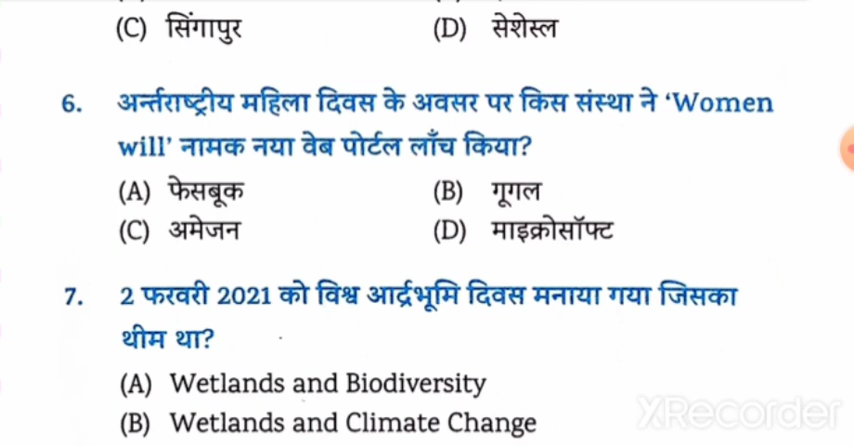 (C) सिंगापुर (D) सेशेस्ल
6. अर्न्तराष्ट्रीय महिला दिवस के अवसर पर किस संस्था ने ‘Women
will’ नामक नया वेब पोर्टल लाँच किया?
(A) फेसबूक (B) गूगल
(C) अमेजन (D) माइक्रोसॉफ्ट
7. 2 फरवरी 2021 को विश्व आर्द्रभूमि दिवस मनाया गया जिसका
थीम था?
(A) Wetlands and Biodiversity
(B) Wetlands and Climate Change
XRecorder